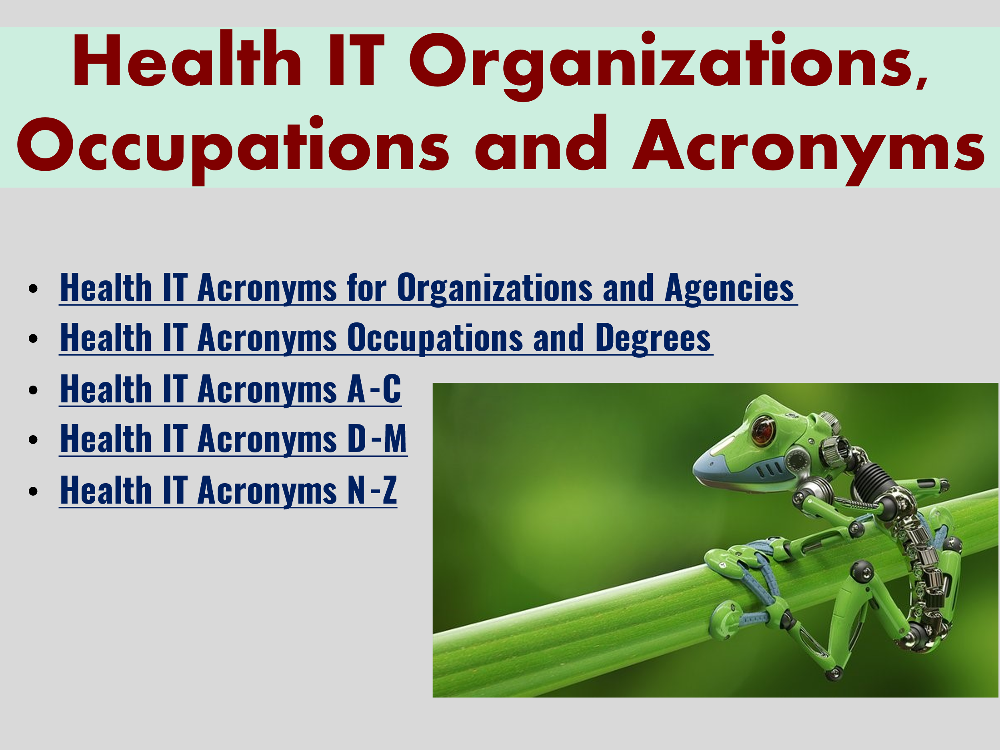 Health IT Organizations,
Occupations and Acronyms
• Health IT Acronyms for Organizations and Agencies
• Health IT Acronyms Occupations and Degrees
• Health IT Acronyms A-C
• Health IT Acronyms D-M
• Health IT Acronyms N-Z